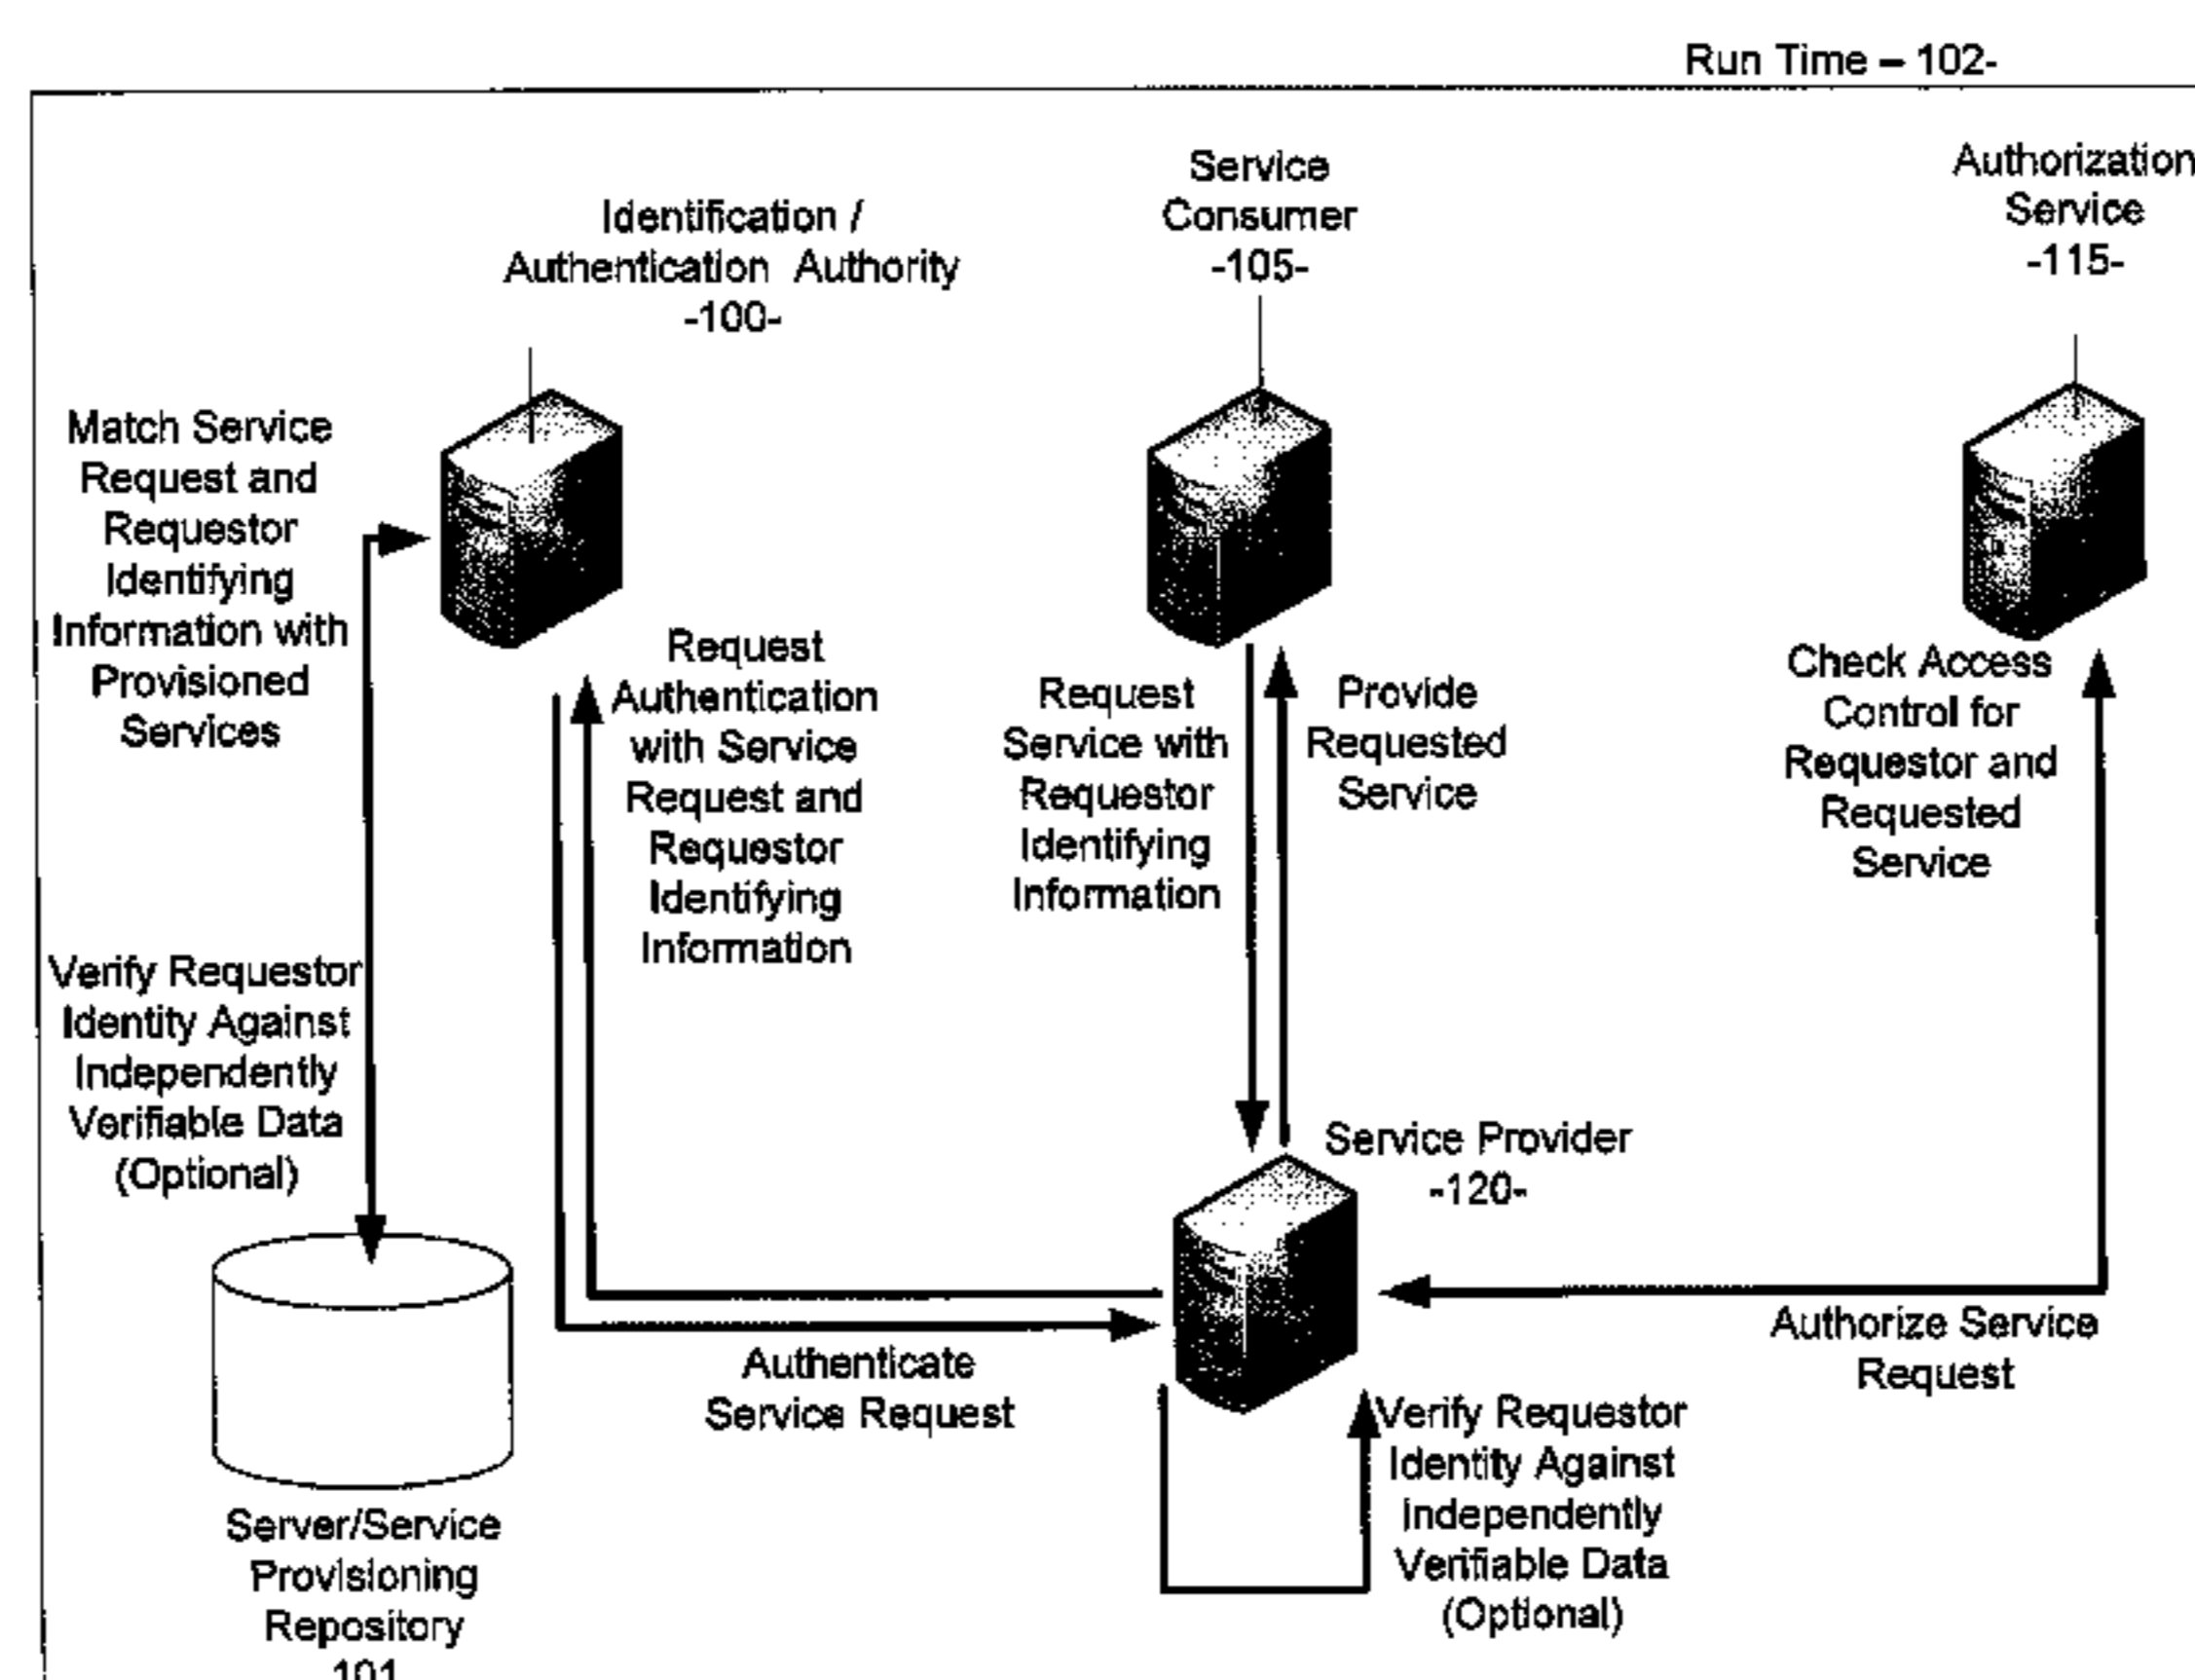 Run Time – 102-
Identification /
Authentication Authority
-100-
Service
Consumer
-105-
Authorization
Service
-115-
Match Service
Request and
Requestor
Identifying
Information with
Provisioned
Services
Request
Authentication
with Service
Request and
Requestor
Identifying
Information
Request
Service with
Requestor
Identifying
Information
Provide
Requested
Service
Check Access
Control for
Requestor and
Requested
Service
Verify Requestor
Identity Against
Independently
Verifiable Data
(Optional)
Service Provider
-120-
Authenticate
Service Request
Authorize Service
Request
Verify Requestor
Identity Against
Independently
Verifiable Data
(Optional)
Server/Service
Provisioning
Repository
101